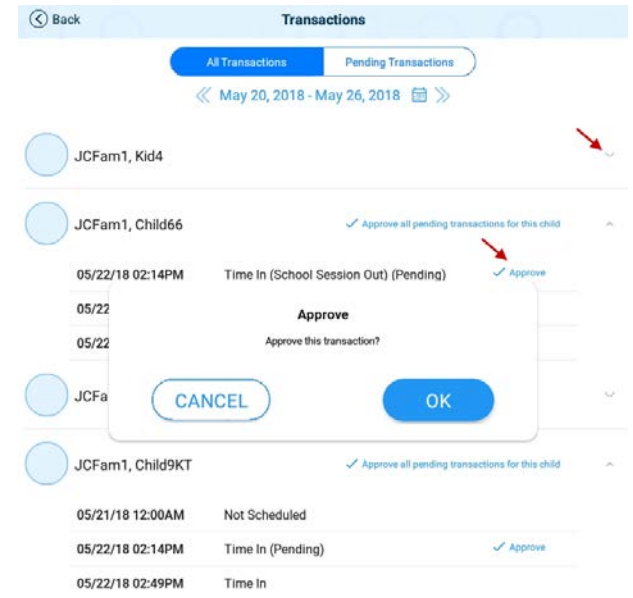 Back
Transactions
All Transactions
Pending Transactions
May 20, 2018 - May 26, 2018
JCFam1, Kid4
JCFam1, Child66
Approve all pending transactions for this child
05/22/18 02:14PM Time In (School Session Out) (Pending) Approve
05/22
05/22
Approve
Approve this transaction?
CANCEL
OK
JCFa
JCFam1, Child9KT
Approve all pending transactions for this child
05/21/18 12:00AM Not Scheduled
05/22/18 02:14PM Time In (Pending) Approve
05/22/18 02:49PM Time In